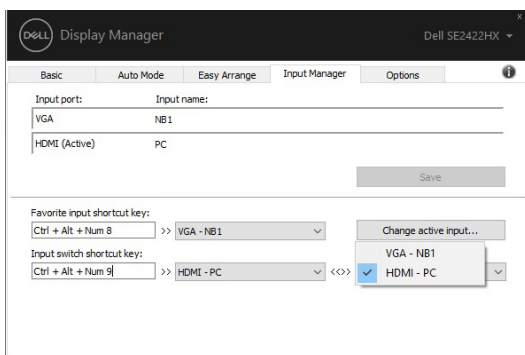 DELL Display Manager Dell SE2422HX
Basic Auto Mode Easy Arrange Input Manager Options
Input port: Input name:
VGA NB1
HDMI (Active) PC
Save
Favorite input shortcut key:
Ctrl + Alt + Num 8 >> VGA - NB1 Change active input...
Input switch shortcut key:
VGA - NB1
Ctrl + Alt + Num 9 >> HDMI - PC <<>> HDMI - PC